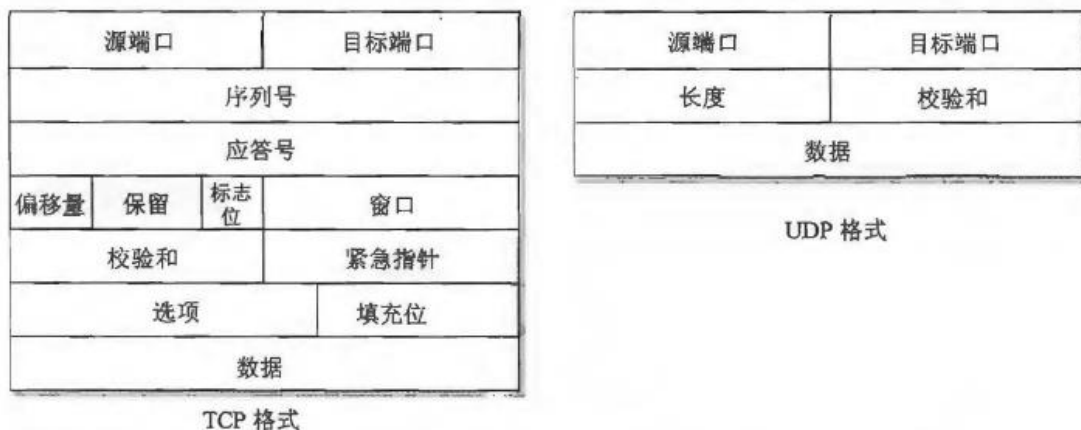 源端口 目标端口
序列号
应答号
偏移量 保留 标志位 窗口
校验和 紧急指针
选项 填充位
数据
TCP 格式
源端口 目标端口
长度 校验和
数据
UDP 格式